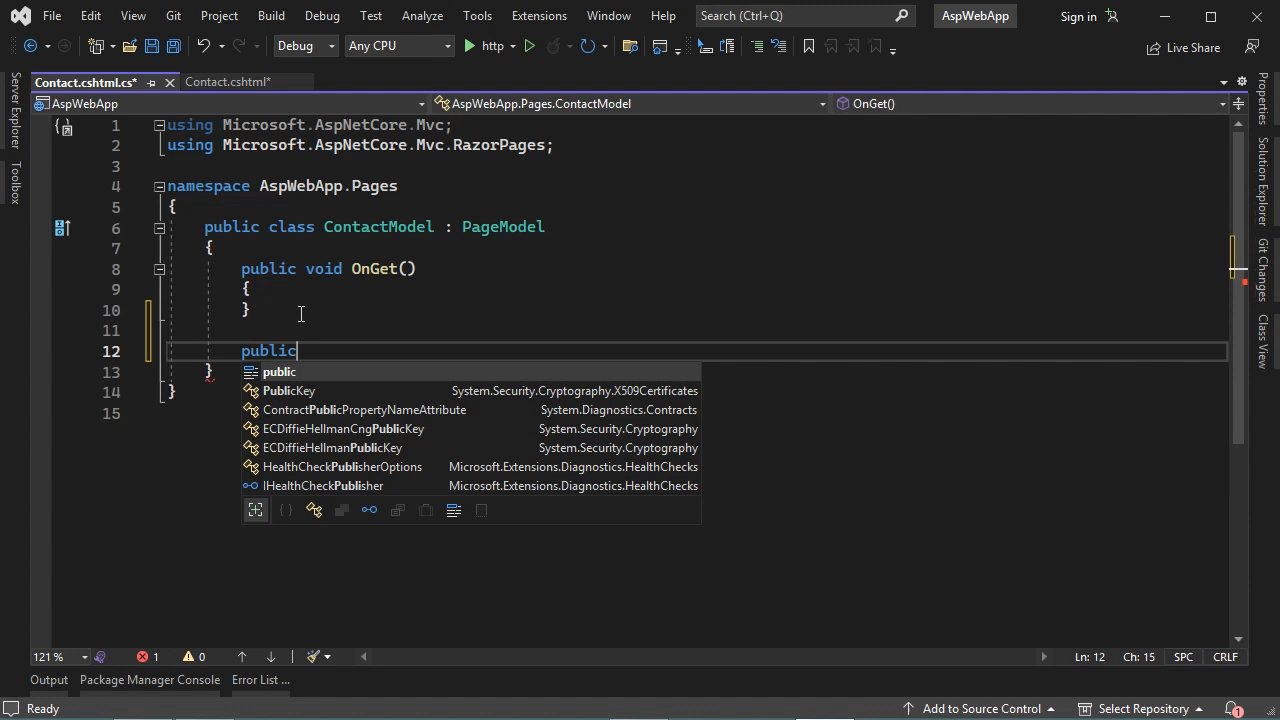 File Edit View Git Project Build Debug Test Analyze Tools Extensions Window Help Search (Ctrl+Q) AspWebApp Sign in
Debug Any CPU http Live Share
Contact.cshtml.cs* Contact.cshtml*
AspWebApp AspWebApp.Pages.ContactModel OnGet()
Server Explorer
Toolbox
1 using Microsoft.AspNetCore.Mvc;
2 using Microsoft.AspNetCore.Mvc.RazorPages;
3
4 namespace AspWebApp.Pages
5 {
6 public class ContactModel : PageModel
7 {
8 public void OnGet()
9 {
10 }
11
12 public
13 }
14 }
15
public
PublicKey System.Security.Cryptography.X509Certificates
ContractPublicPropertyNameAttribute System.Diagnostics.Contracts
ECDiffieHellmanCngPublicKey System.Security.Cryptography
ECDiffieHellmanPublicKey System.Security.Cryptography
HealthCheckPublisherOptions Microsoft.Extensions.Diagnostics.HealthChecks
IHealthCheckPublisher Microsoft.Extensions.Diagnostics.HealthChecks
Properties
Solution Explorer
Git Changes
Class View
121 % 1 0 Ln: 12 Ch: 15 SPC CRLF
Output Package Manager Console Error List ...
Ready Add to Source Control Select Repository 1